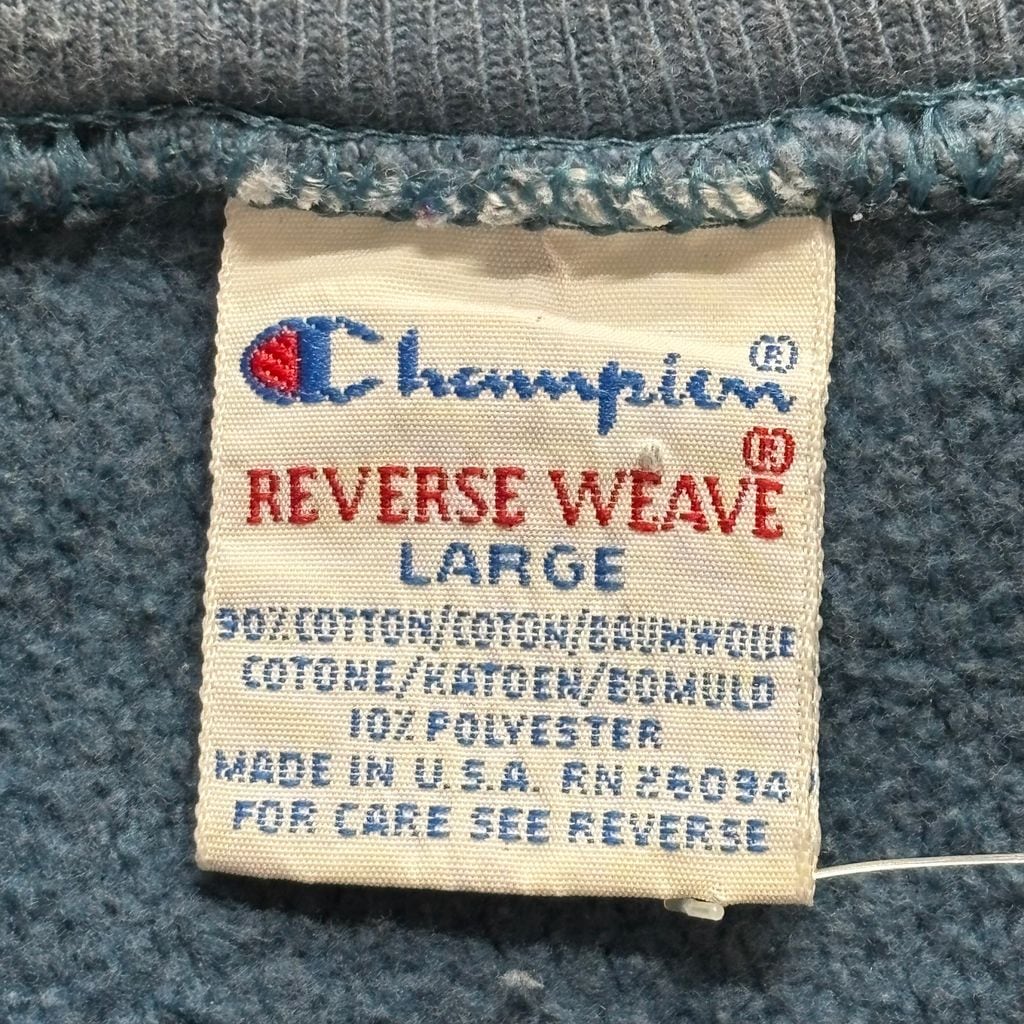 Champion®
REVERSE WEAVE®
LARGE
90% COTTON/COTON/BAUMWOLLE
COTONE/KATOEN/BOMULD
10% POLYESTER
MADE IN U.S.A. RN 26094
FOR CARE SEE REVERSE